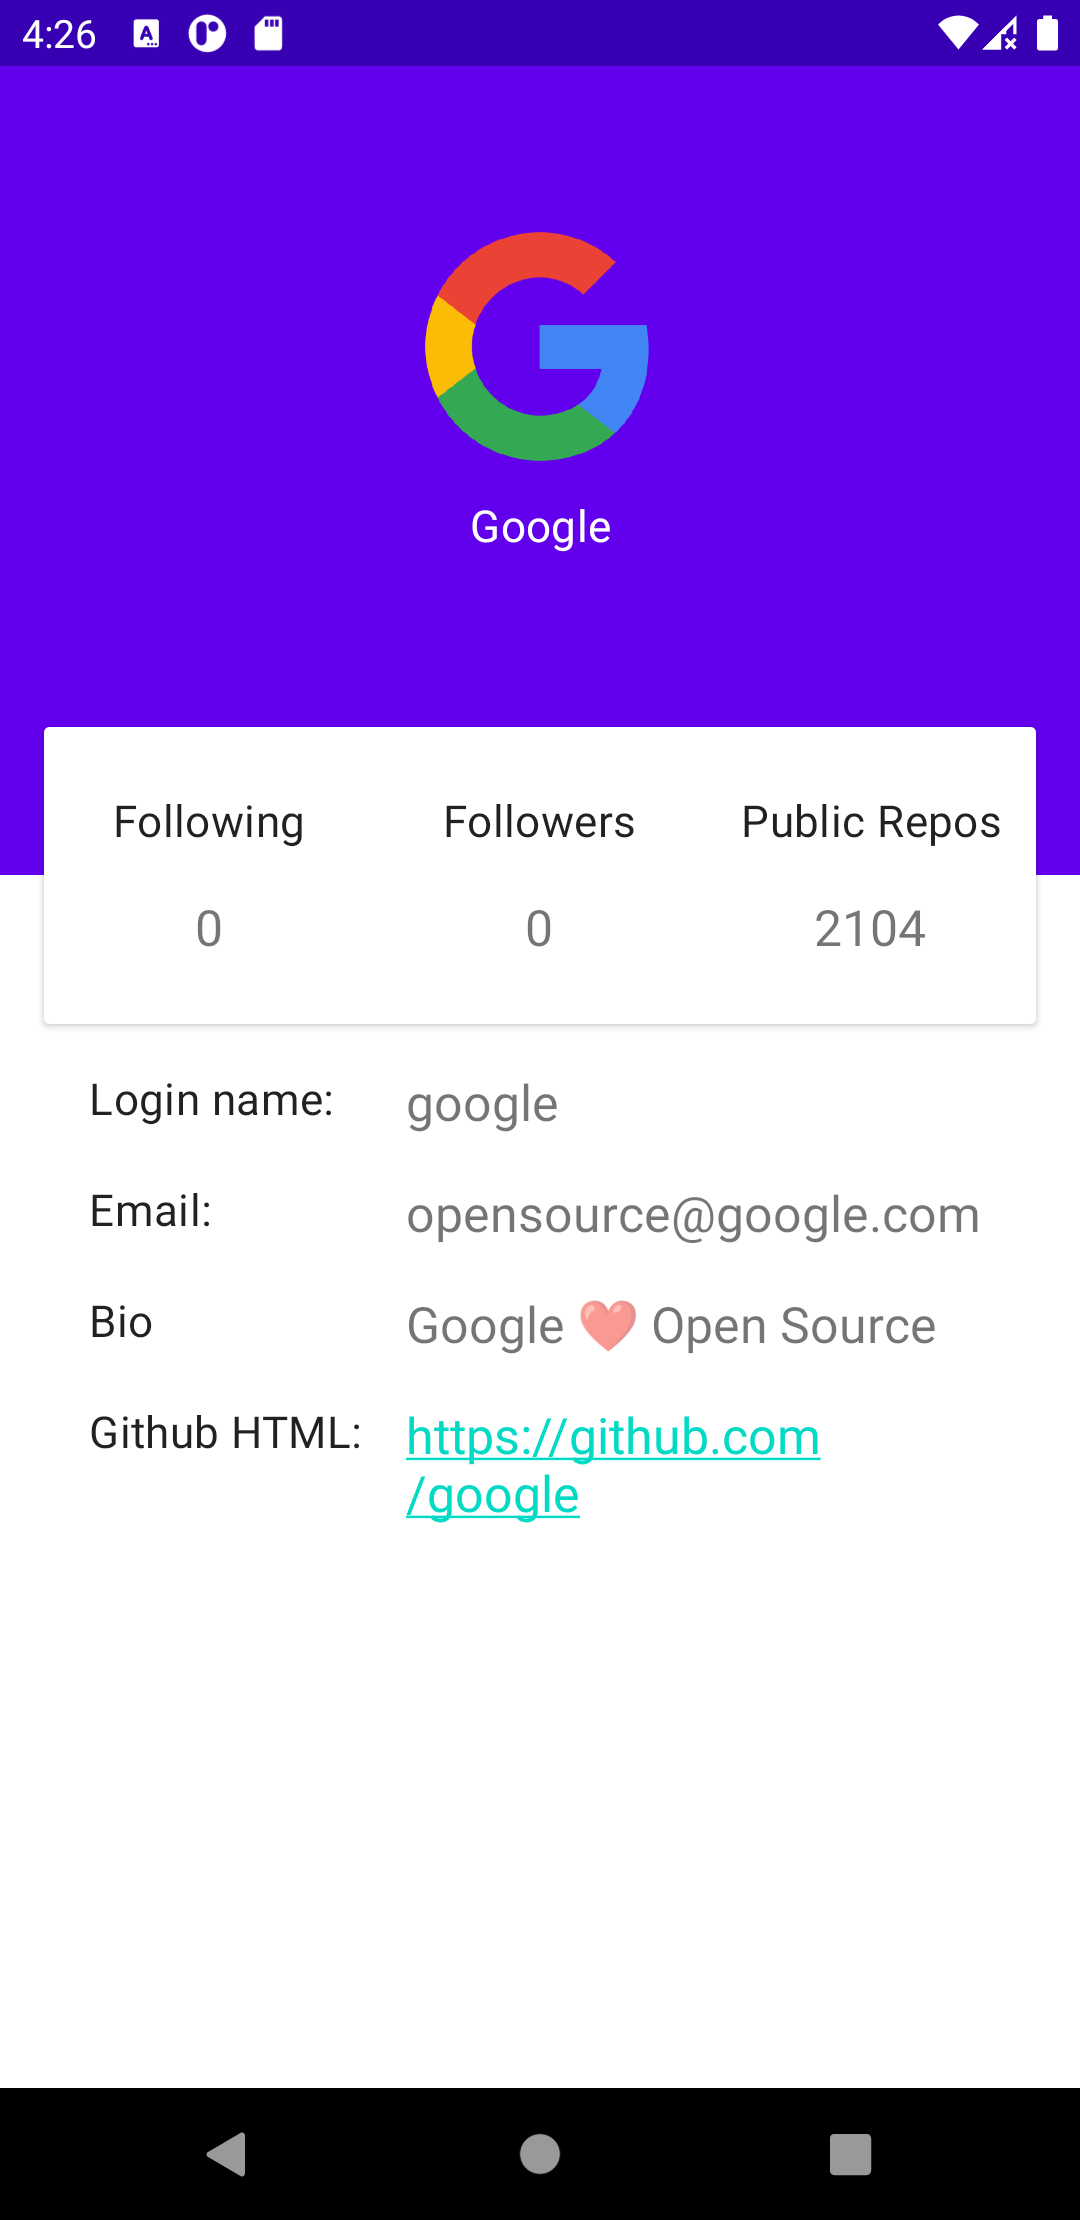 4:26
Google
Following Followers Public Repos
0 0 2104
Login name: google
Email: opensource@google.com
Bio Google ❤️ Open Source
Github HTML: https://github.com
/google